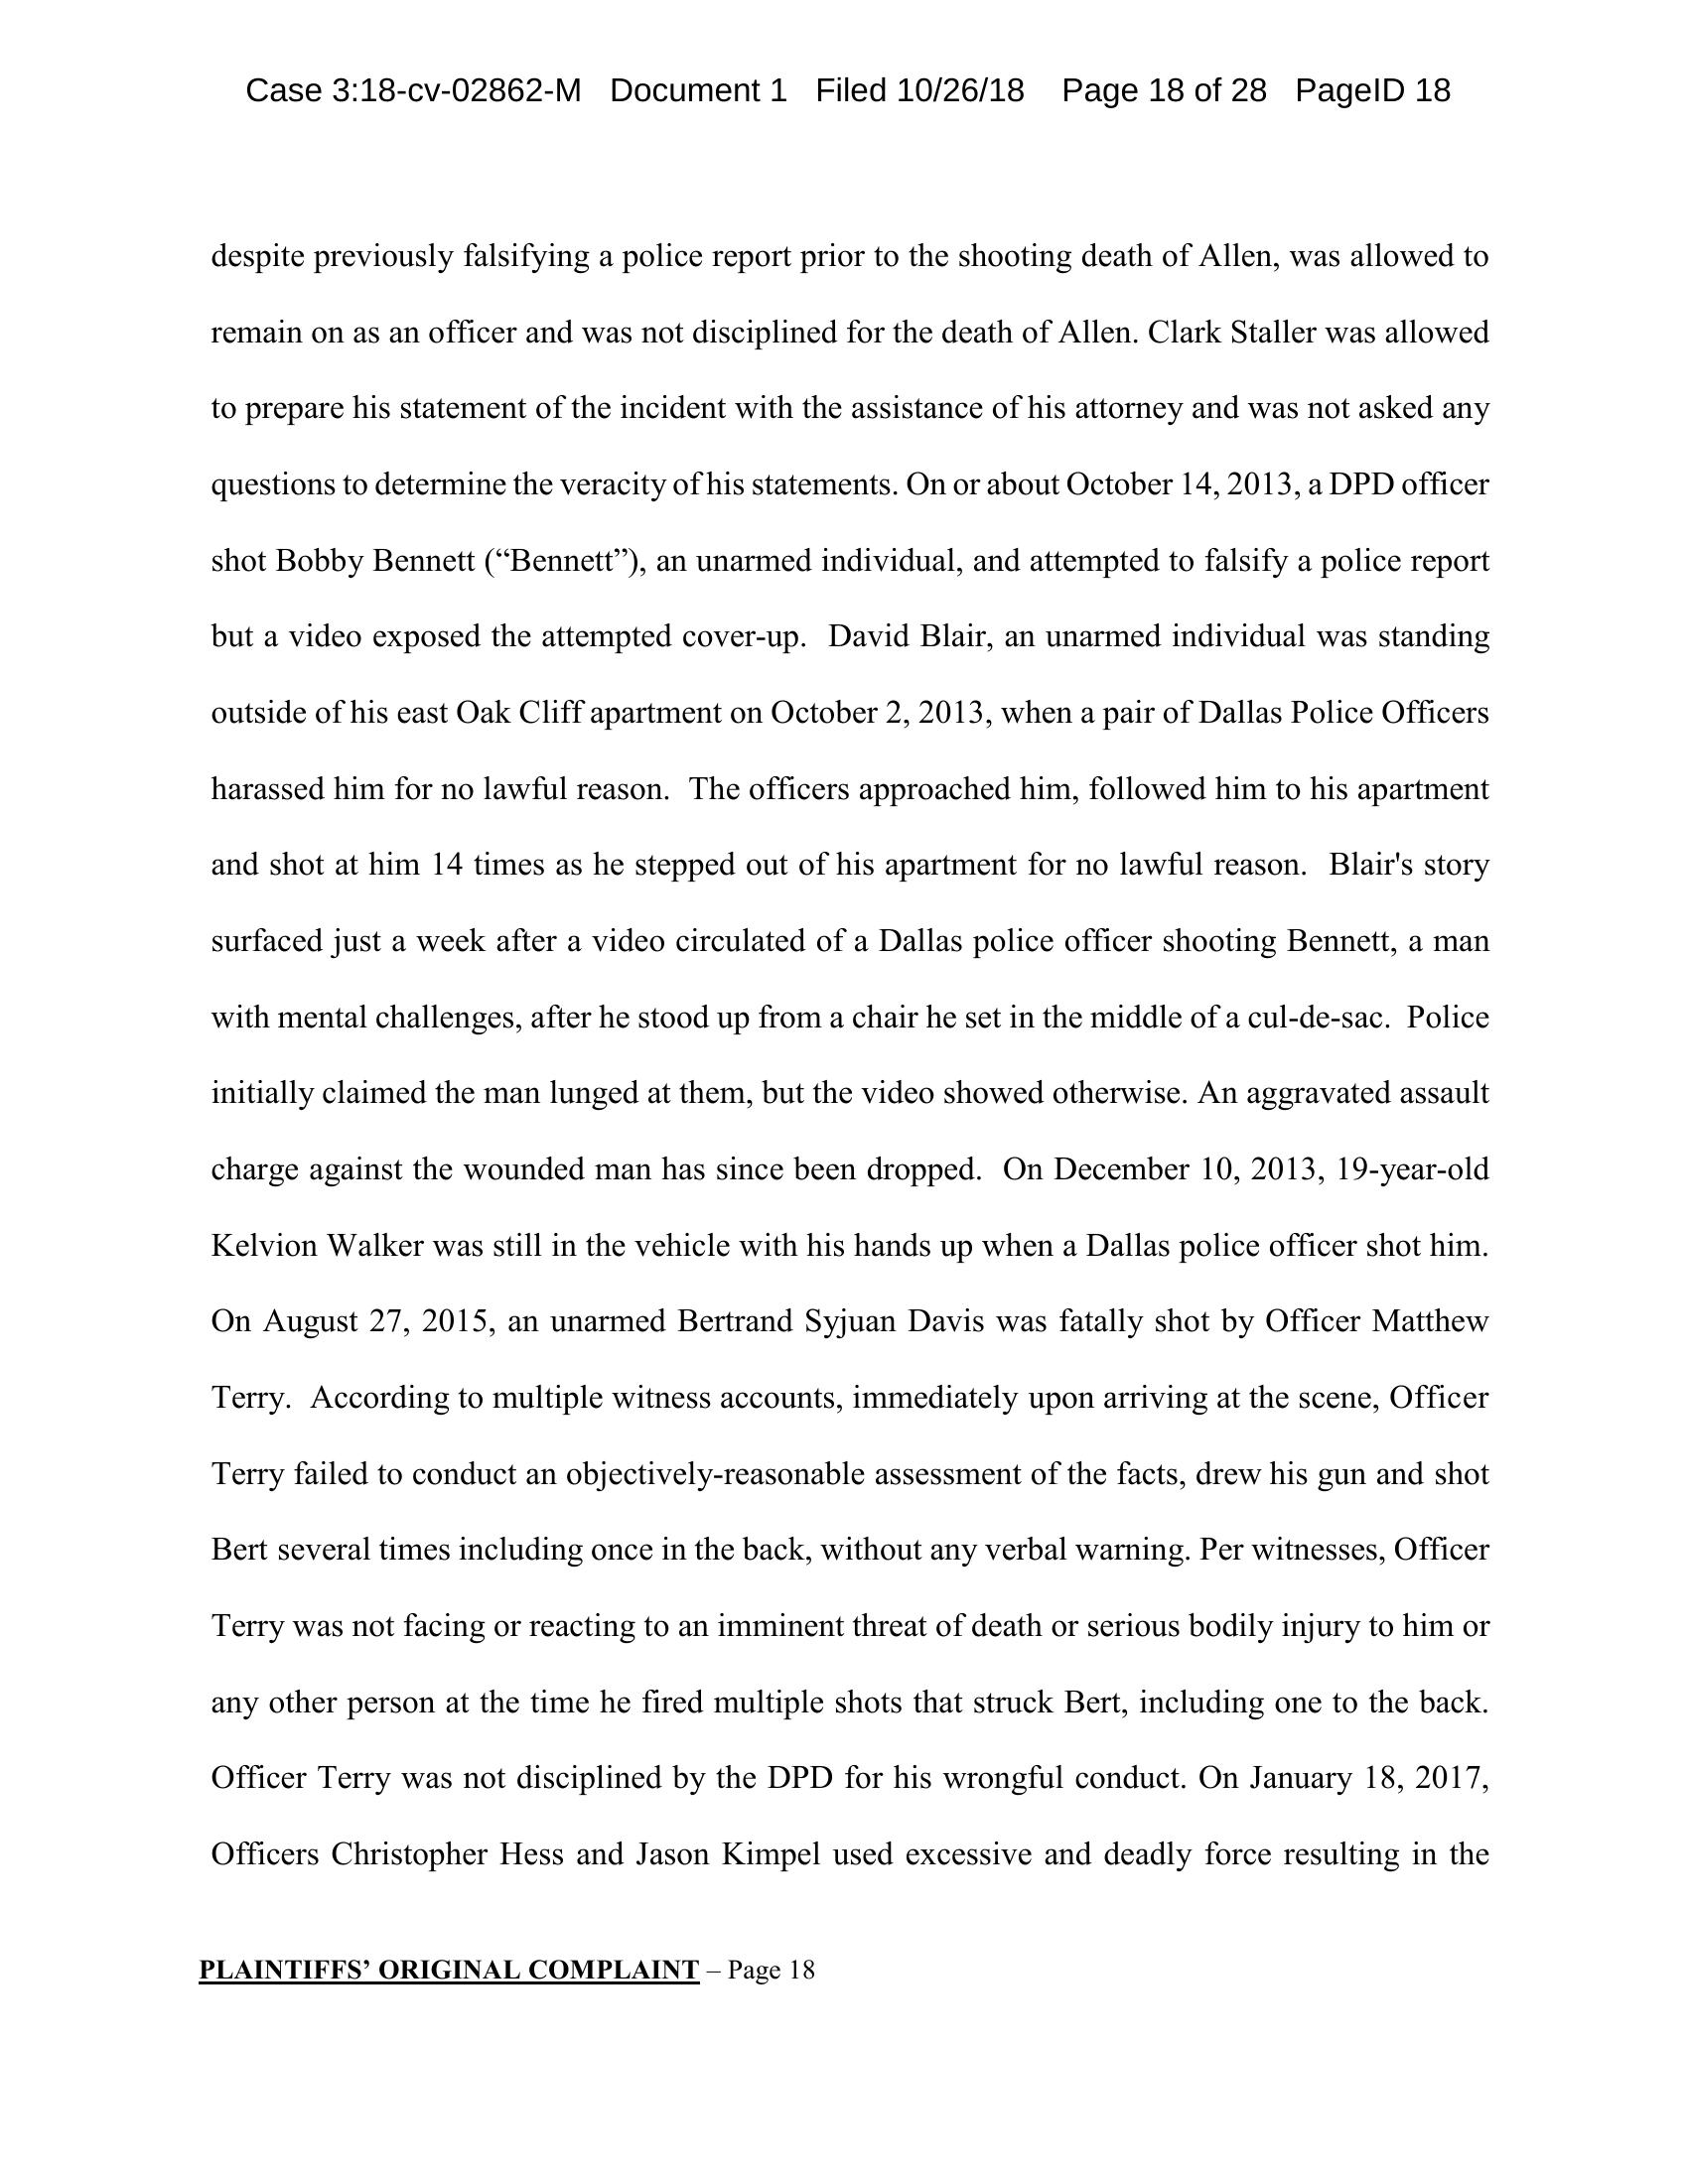 Case 3:18-cv-02862-M Document 1 Filed 10/26/18 Page 18 of 28 PageID 18
despite previously falsifying a police report prior to the shooting death of Allen, was allowed to
remain on as an officer and was not disciplined for the death of Allen. Clark Staller was allowed
to prepare his statement of the incident with the assistance of his attorney and was not asked any
questions to determine the veracity of his statements. On or about October 14, 2013, a DPD officer
shot Bobby Bennett (“Bennett”), an unarmed individual, and attempted to falsify a police report
but a video exposed the attempted cover-up.  David Blair, an unarmed individual was standing
outside of his east Oak Cliff apartment on October 2, 2013, when a pair of Dallas Police Officers
harassed him for no lawful reason.  The officers approached him, followed him to his apartment
and shot at him 14 times as he stepped out of his apartment for no lawful reason.  Blair's story
surfaced just a week after a video circulated of a Dallas police officer shooting Bennett, a man
with mental challenges, after he stood up from a chair he set in the middle of a cul-de-sac.  Police
initially claimed the man lunged at them, but the video showed otherwise. An aggravated assault
charge against the wounded man has since been dropped.  On December 10, 2013, 19-year-old
Kelvion Walker was still in the vehicle with his hands up when a Dallas police officer shot him.
On August 27, 2015, an unarmed Bertrand Syjuan Davis was fatally shot by Officer Matthew
Terry.  According to multiple witness accounts, immediately upon arriving at the scene, Officer
Terry failed to conduct an objectively-reasonable assessment of the facts, drew his gun and shot
Bert several times including once in the back, without any verbal warning. Per witnesses, Officer
Terry was not facing or reacting to an imminent threat of death or serious bodily injury to him or
any other person at the time he fired multiple shots that struck Bert, including one to the back.
Officer Terry was not disciplined by the DPD for his wrongful conduct. On January 18, 2017,
Officers Christopher Hess and Jason Kimpel used excessive and deadly force resulting in the
PLAINTIFFS’ ORIGINAL COMPLAINT – Page 18